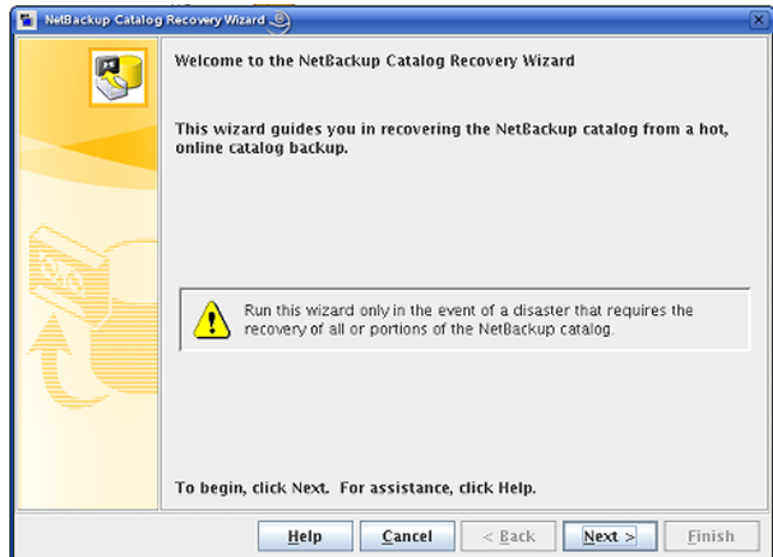 NetBackup Catalog Recovery Wizard
Welcome to the NetBackup Catalog Recovery Wizard
This wizard guides you in recovering the NetBackup catalog from a hot,
online catalog backup.
Run this wizard only in the event of a disaster that requires the
recovery of all or portions of the NetBackup catalog.
To begin, click Next. For assistance, click Help.
Help Cancel < Back Next > Finish